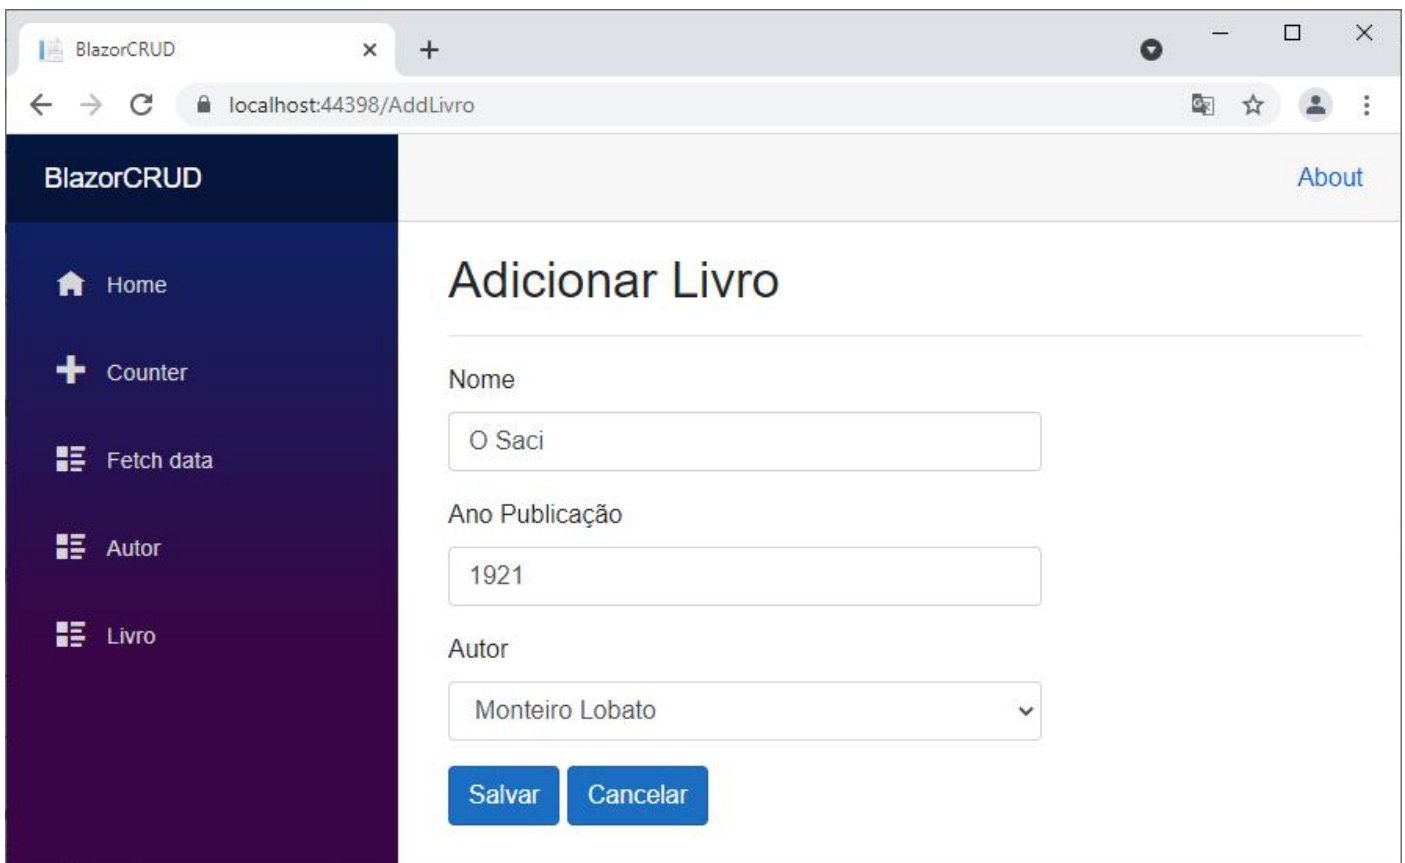 BlazorCRUD
localhost:44398/AddLivro
BlazorCRUD
About
Home
Counter
Fetch data
Autor
Livro
Adicionar Livro
Nome
O Saci
Ano Publicação
1921
Autor
Monteiro Lobato
Salvar Cancelar